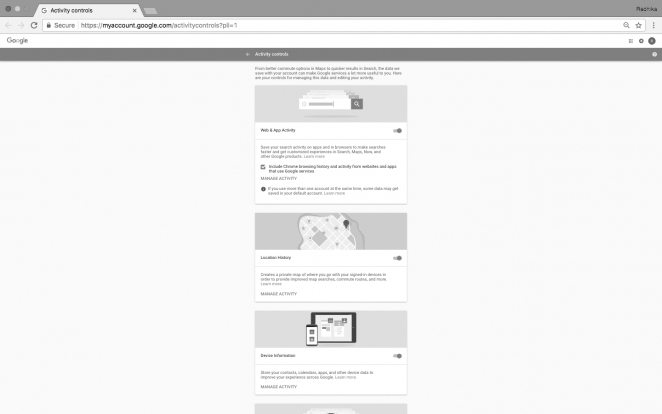 Activity controls
Rachika
Secure
https://myaccount.google.com/activitycontrols?pli=1
Google
Activity controls
From better commute options in Maps to quicker results in Search, the data we
save with your account can make Google services a lot more useful to you. Here
are your controls for managing this data and editing your activity.
Web & App Activity
Save your search activity on apps and in browsers to make searches
faster and get customized experiences in Search, Maps, Now, and
other Google products. Learn more
Include Chrome browsing history and activity from websites and apps
that use Google services
MANAGE ACTIVITY
If you use more than one account at the same time, some data may get
saved in your default account. Learn more
Location History
Creates a private map of where you go with your signed-in devices in
order to provide improved map searches, commute routes, and more.
Learn more
MANAGE ACTIVITY
Device Information
Store your contacts, calendars, apps, and other device data to
improve your experience across Google. Learn more
MANAGE ACTIVITY